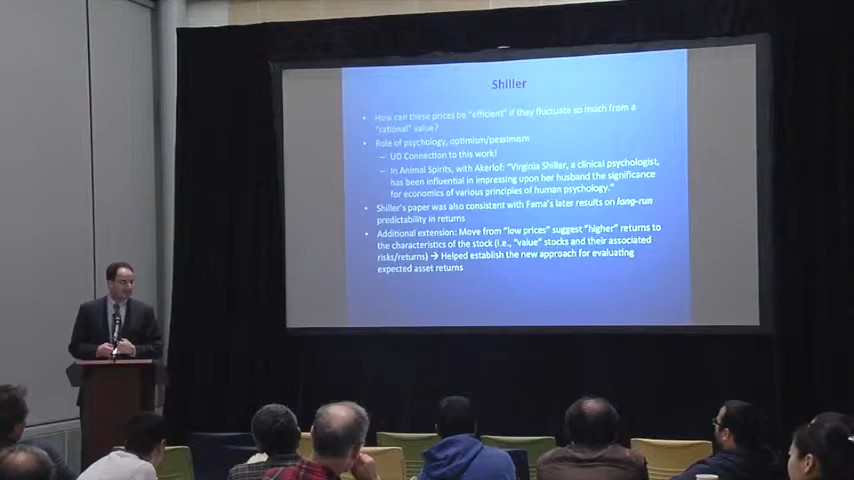 Shiller
• How can these prices be "efficient" if they fluctuate so much from a
"rational" value?
• Role of psychology, optimism/pessimism
– UD Connection to this work!
– In Animal Spirits, with Akerlof: "Virginia Shiller, a clinical psychologist,
has been influential in impressing upon her husband the significance
for economics of various principles of human psychology."
• Shiller's paper was also consistent with Fama's later results on long-run
predictability in returns
• Additional extension: Move from "low prices" suggest "higher" returns to
the characteristics of the stock (i.e., "value" stocks and their associated
risks/returns) → Helped establish the new approach for evaluating
expected asset returns